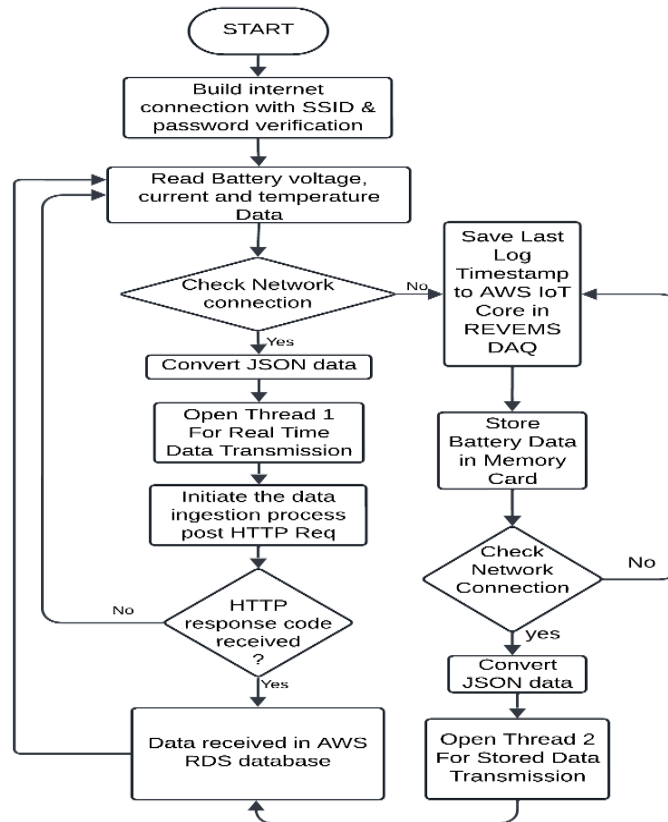 START
Build internet
connection with SSID &
password verification
Read Battery voltage,
current and temperature
Data
Check Network
connection
No
Yes
Convert JSON data
Open Thread 1
For Real Time
Data Transmission
Initiate the data
ingestion process
post HTTP Req
HTTP
response code
received
?
No
Yes
Data received in AWS
RDS database
Save Last
Log
Timestamp
to AWS IoT
Core in
REVEMS
DAQ
Store
Battery Data
in Memory
Card
Check
Network
Connection
No
yes
Convert
JSON data
Open Thread 2
For Stored Data
Transmission